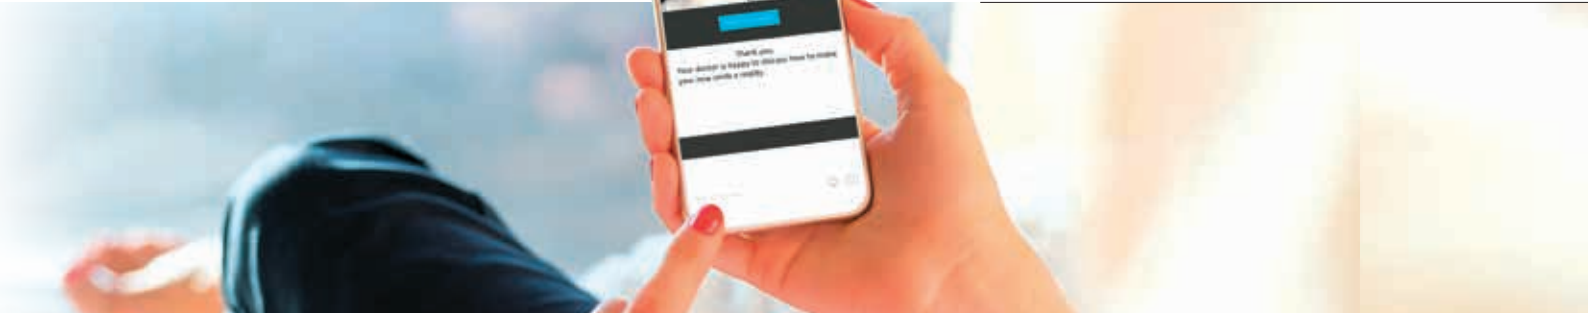 Thank you
Your doctor is happy to discuss how to make
your new smile a reality.